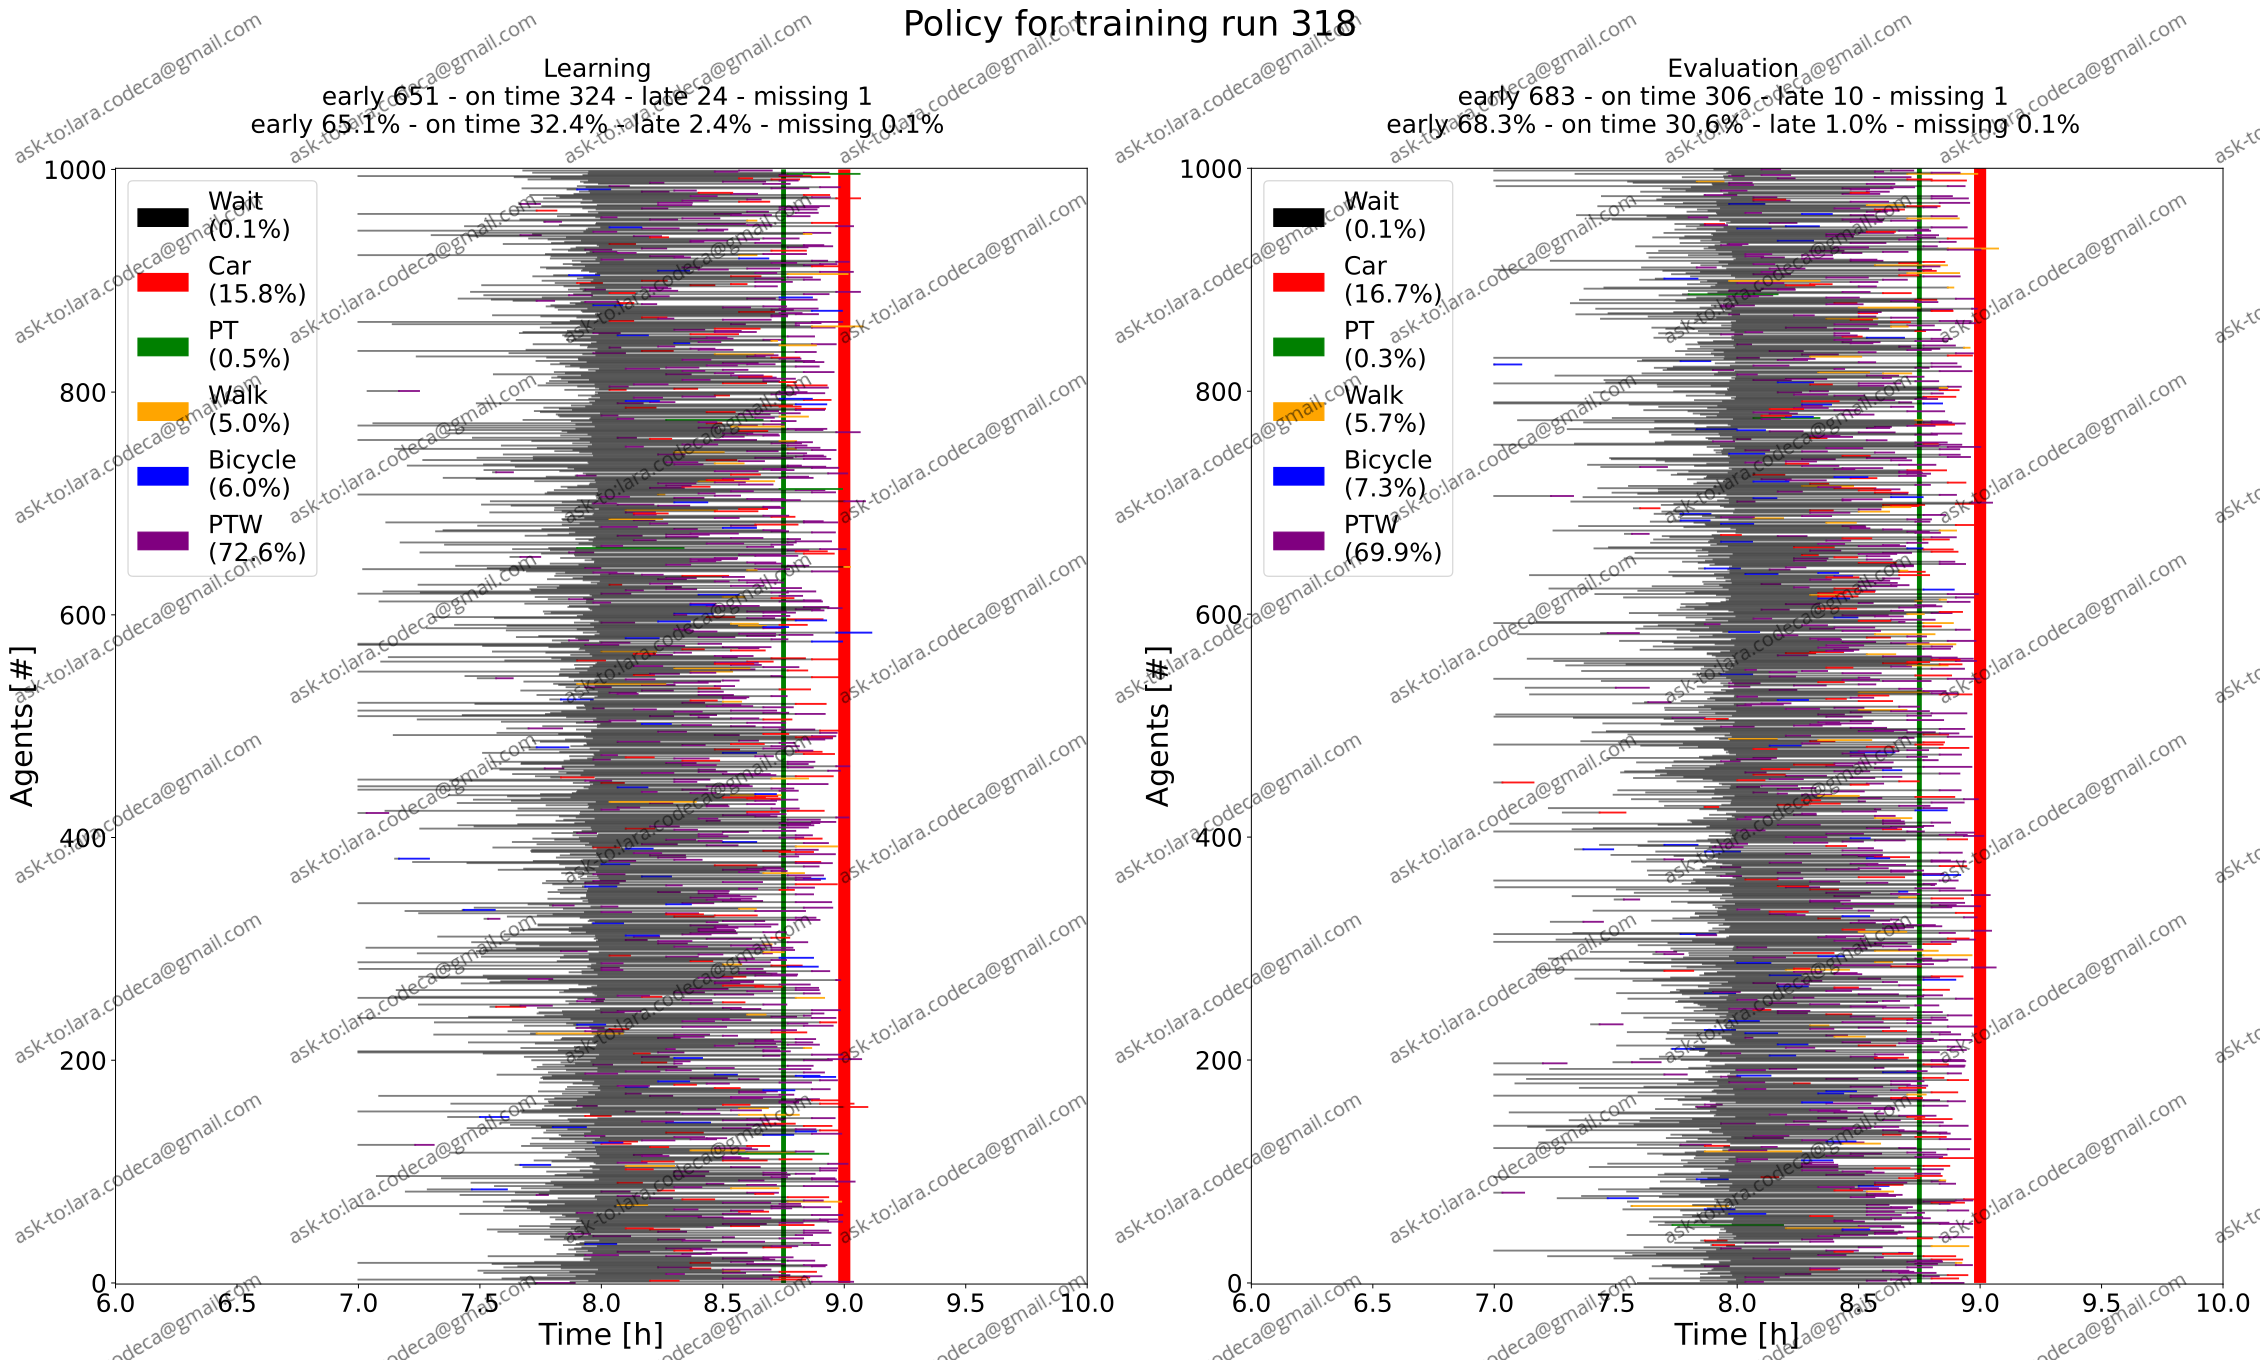 Policy for training run 318
Learning
early 651 - on time 324 - late 24 - missing 1
early 65.1% - on time 32.4% - late 2.4% - missing 0.1%
Wait
(0.1%)
Car
(15.8%)
PT
(0.5%)
Walk
(5.0%)
Bicycle
(6.0%)
PTW
(72.6%)
1000
800
600
400
200
0
Agents [#]
6.0 6.5 7.0 7.5 8.0 8.5 9.0 9.5 10.0
Time [h]
Evaluation
early 683 - on time 306 - late 10 - missing 1
early 68.3% - on time 30.6% - late 1.0% - missing 0.1%
Wait
(0.1%)
Car
(16.7%)
PT
(0.3%)
Walk
(5.7%)
Bicycle
(7.3%)
PTW
(69.9%)
1000
800
600
400
200
0
Agents [#]
6.0 6.5 7.0 7.5 8.0 8.5 9.0 9.5 10.0
Time [h]
ask-to:lara.codeca@gmail.com